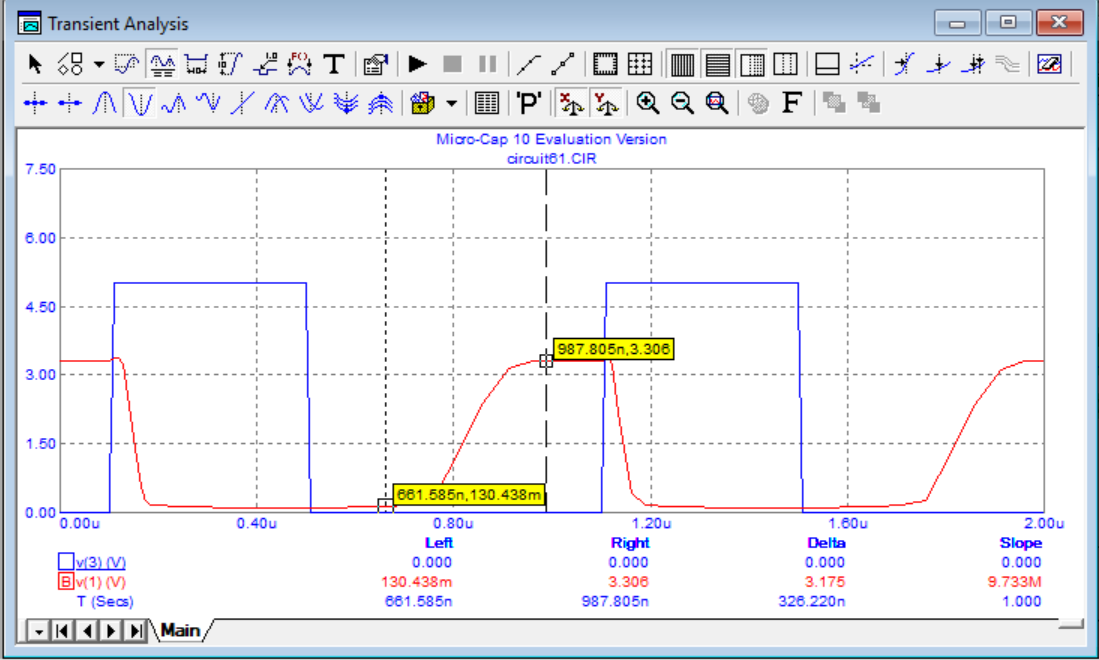 Transient Analysis
T
'P' X Y F
Micro-Cap 10 Evaluation Version
circuit61.CIR
7.50
6.00
4.50
3.00
1.50
0.00
987.805n,3.306
661.585n,130.438m
0.00u 0.40u 0.80u 1.20u 1.60u 2.00u
Left Right Delta Slope
v(3) (V) 0.000 0.000 0.000 0.000
B v(1) (V) 130.438m 3.306 3.175 9.733M
T (Secs) 661.585n 987.805n 326.220n 1.000
Main